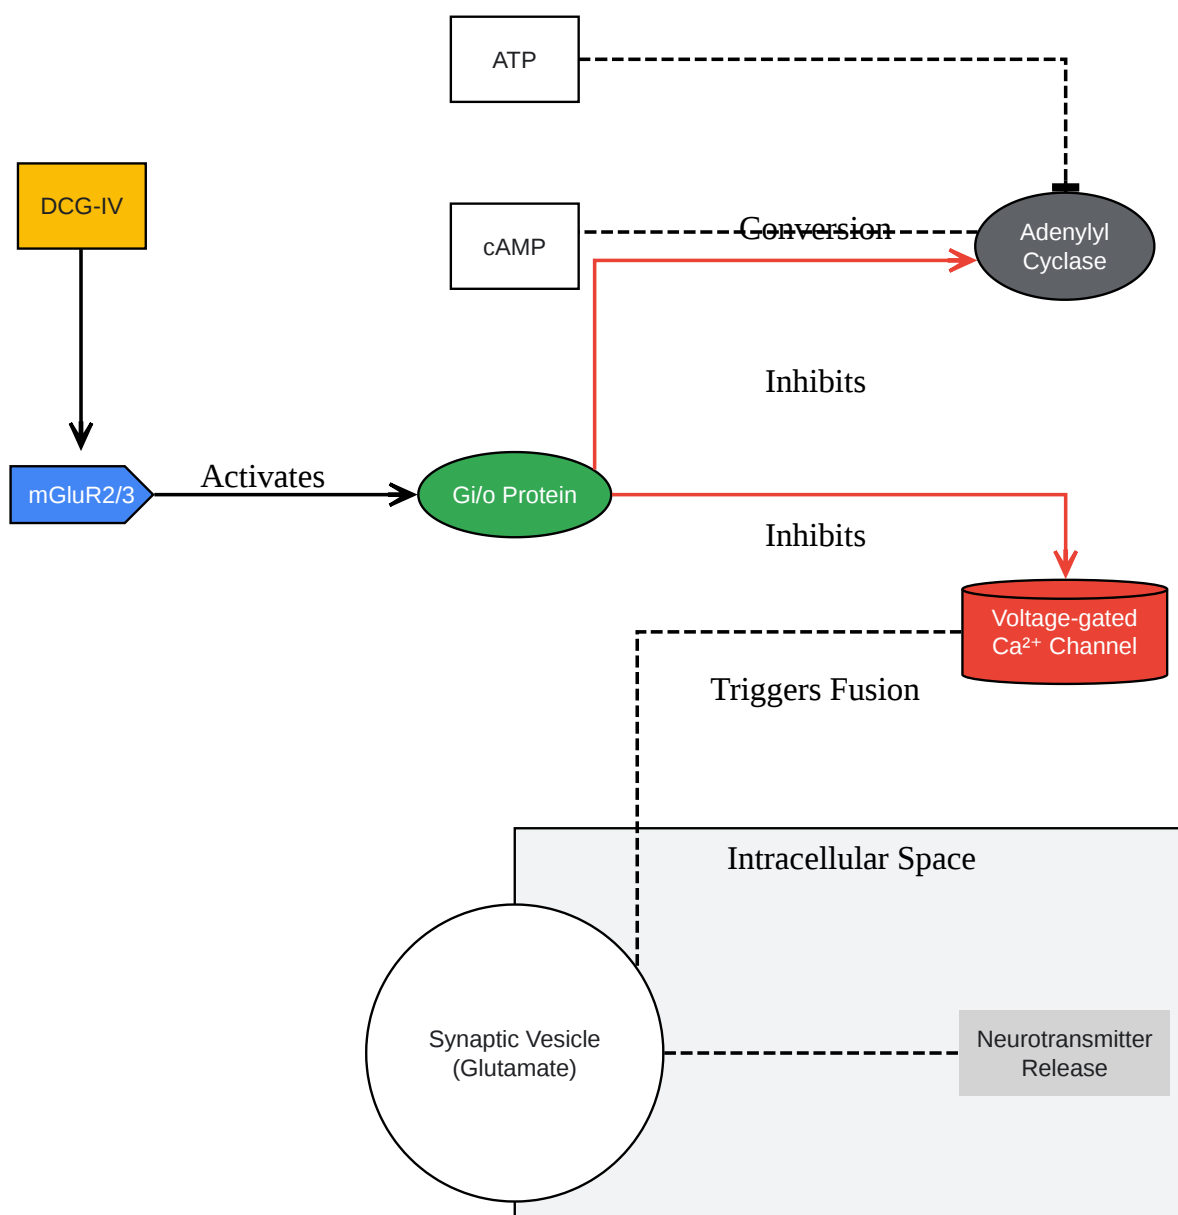 ATP
DCG-IV
cAMP
Conversion
Adenylyl
Cyclase
Inhibits
mGluR2/3
Activates
Gi/o Protein
Inhibits
Voltage-gated
Ca²⁺ Channel
Triggers Fusion
Intracellular Space
Synaptic Vesicle
(Glutamate)
Neurotransmitter
Release